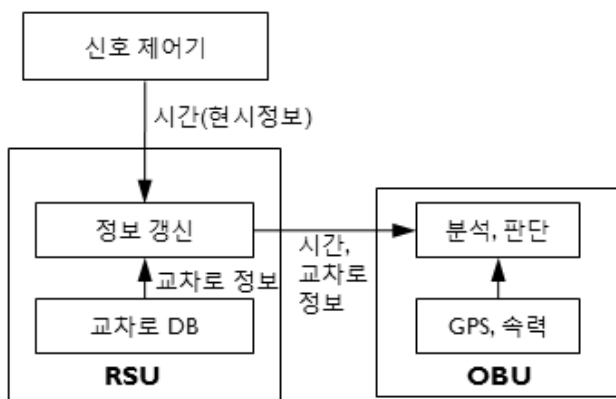 신호 제어기
시간(현시정보)
정보 갱신
교차로 정보
교차로 DB
RSU
시간,
교차로
정보
분석, 판단
GPS, 속력
OBU